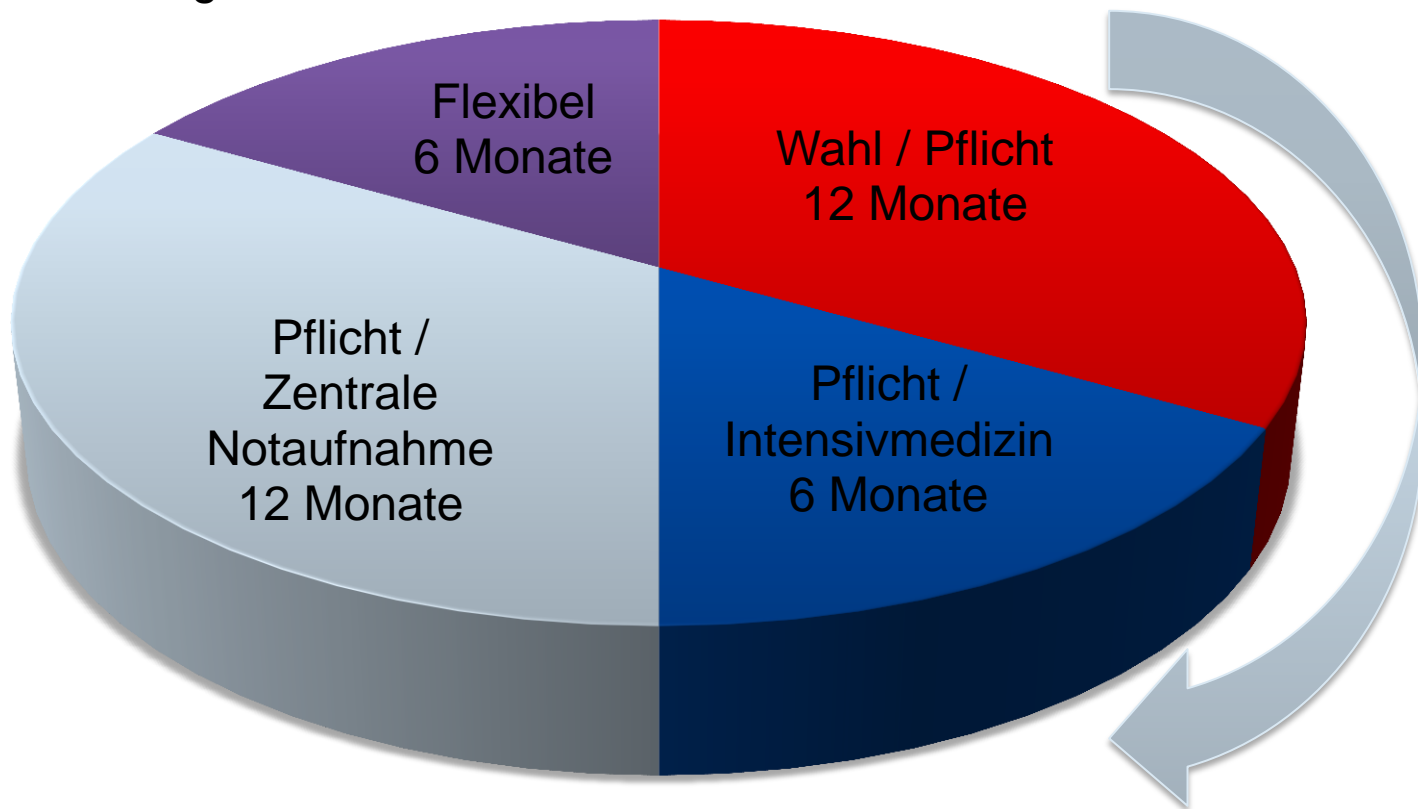 Flexibel
6 Monate
Wahl / Pflicht
12 Monate
Pflicht /
Zentrale
Notaufnahme
12 Monate
Pflicht /
Intensivmedizin
6 Monate